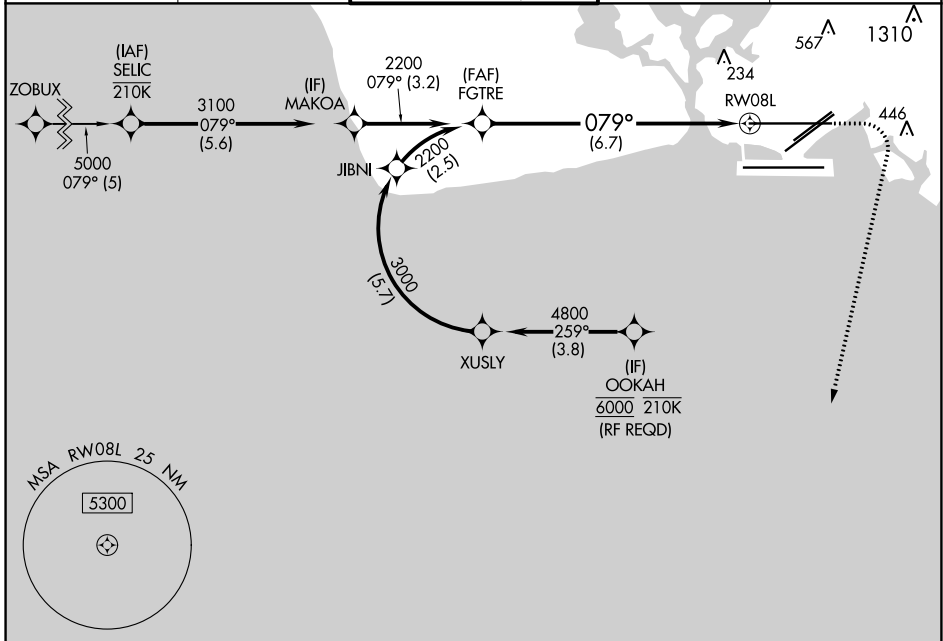 1310
567
234
446
(IAF)
SELIC
210K
ZOBUX
5000
079° (5)
3100
079°
(5.6)
(IF)
MAKOA
2200
079° (3.2)
(FAF)
FGTRE
079°
(6.7)
RW08L
JIBNI
2200
(2.5)
3000
(5.7)
XUSLY
4800
259°
(3.8)
(IF)
OOKAH
6000 210K
(RF REQD)
MSA RW08L 25 NM
5300